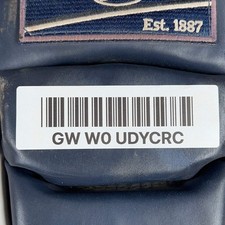 Est. 1887
GW W0 UDYCRC